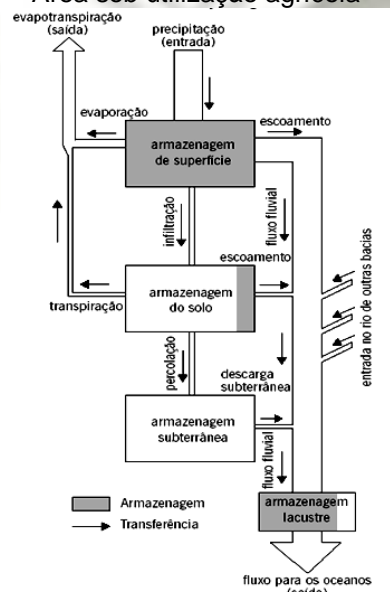 Área sob utilização agrícola
evapotranspiração
(saída)
precipitação
(entrada)
evaporação
escoamento
armazenagem
de superfície
infiltração
fluxo fluvial
escoamento
transpiração
armazenagem
do solo
entrada no rio de outras bacias
percolação
descarga
subterrânea
armazenagem
subterrânea
fluxo fluvial
Armazenagem
Transferência
armazenagem
lacustre
fluxo para os oceanos
(saída)